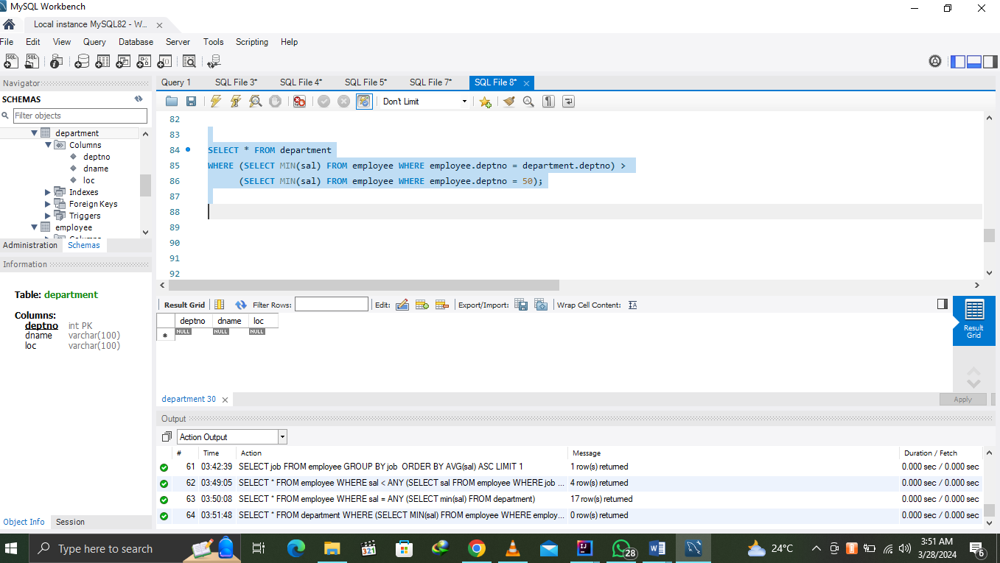 MySQL Workbench
Local instance MySQL82 - W...
File Edit View Query Database Server Tools Scripting Help
Navigator
Query 1 SQL File 3* SQL File 4* SQL File 5* SQL File 7* SQL File 8*
SCHEMAS
Don't Limit
Filter objects
department
Columns
deptno
dname
loc
Indexes
Foreign Keys
Triggers
employee
Columns
82
83
84 SELECT * FROM department
85 WHERE (SELECT MIN(sal) FROM employee WHERE employee.deptno = department.deptno) >
86 (SELECT MIN(sal) FROM employee WHERE employee.deptno = 50);
87
88
89
90
91
92
Administration Schemas
Information
Table: department
Columns:
deptno int PK
dname varchar(100)
loc varchar(100)
Result Grid Filter Rows: Edit: Export/Import: Wrap Cell Content:
deptno dname loc
NULL NULL NULL
Result
Grid
department 30
Apply
Output
Action Output
# Time Action Message Duration / Fetch
61 03:42:39 SELECT job FROM employee GROUP BY job ORDER BY AVG(sal) ASC LIMIT 1 1 row(s) returned 0.000 sec / 0.000 sec
62 03:49:05 SELECT * FROM employee WHERE sal < ANY (SELECT sal FROM employee WHERE job ... 4 row(s) returned 0.000 sec / 0.000 sec
63 03:50:08 SELECT * FROM employee WHERE sal = ANY (SELECT min(sal) FROM department) 17 row(s) returned 0.000 sec / 0.000 sec
64 03:51:48 SELECT * FROM department WHERE (SELECT MIN(sal) FROM employee WHERE employ... 0 row(s) returned 0.000 sec / 0.000 sec
Object Info Session
Type here to search
321
28
24°C
3:51 AM
3/28/2024
6